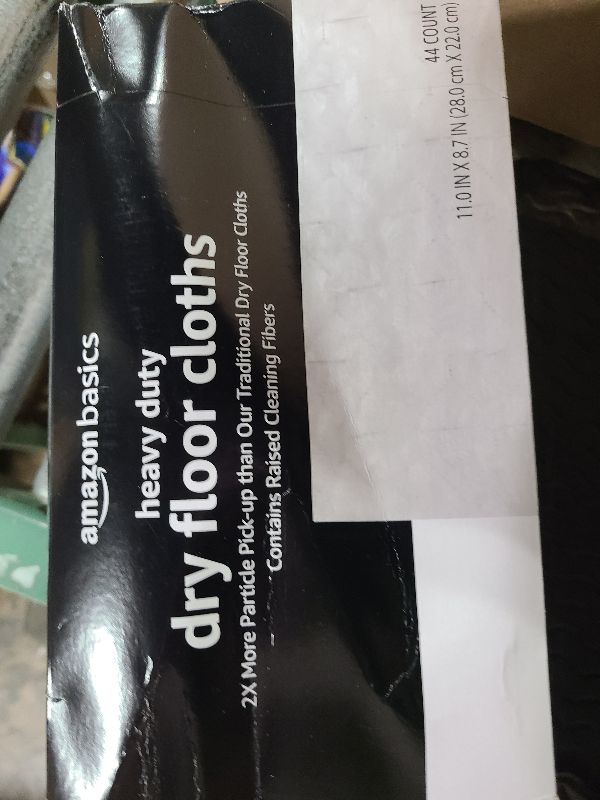 amazon basics
heavy duty
dry floor cloths
2X More Particle Pick-up than Our Traditional Dry Floor Cloths
Contains Raised Cleaning Fibers
44 COUNT
11.0 IN X 8.7 IN (28.0 cm X 22.0 cm)